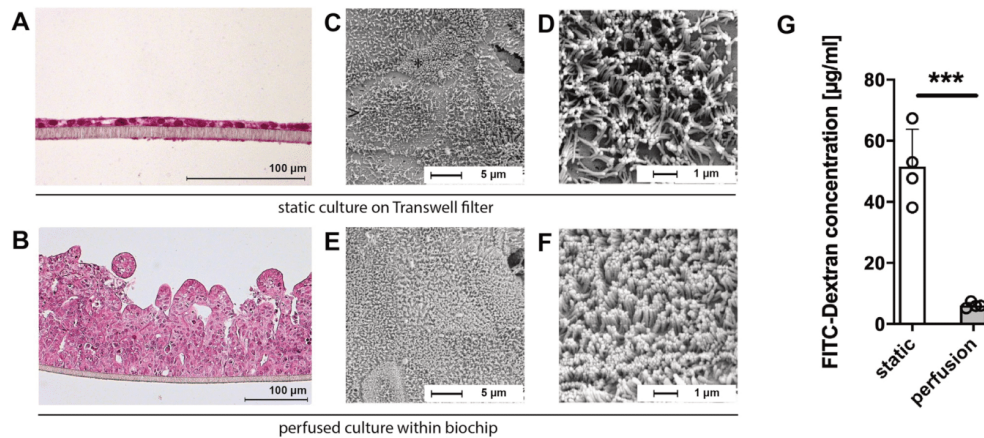 A
C
D
G
100 µm
5 µm
1 µm
static culture on Transwell filter
B
E
F
100 µm
5 µm
1 µm
perfused culture within biochip
FITC-Dextran concentration [µg/ml]
80
60
40
20
0
***
static
perfusion
*
>